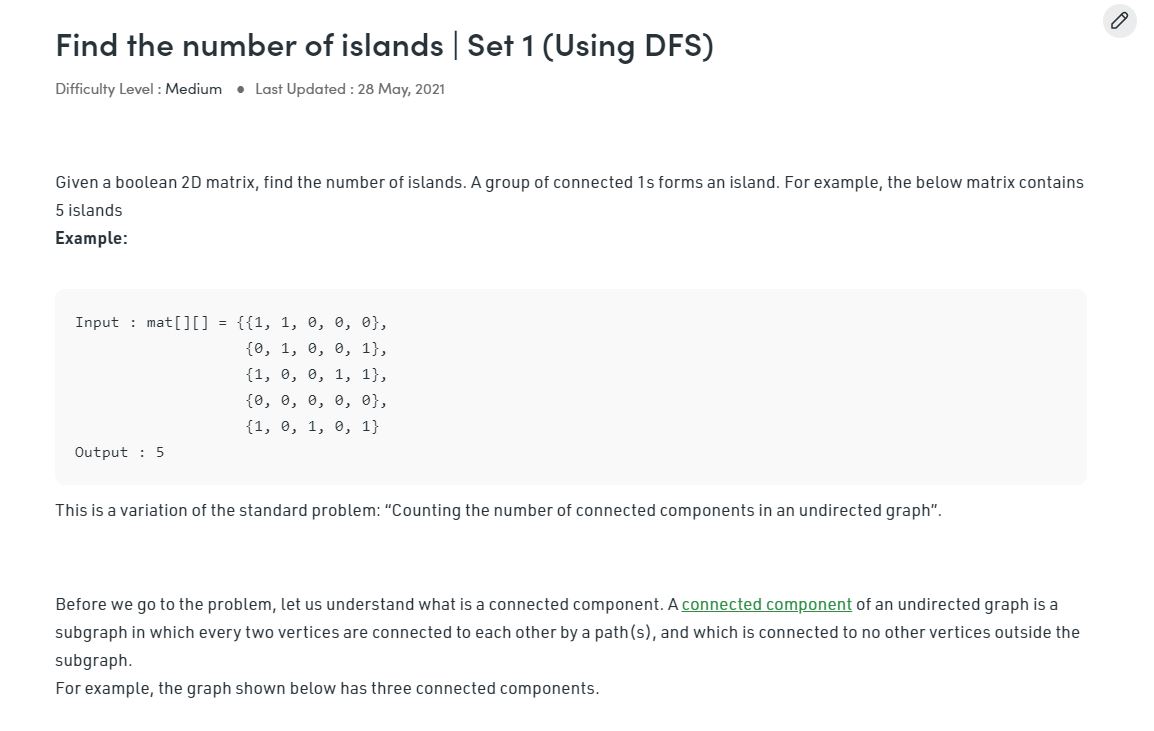 Find the number of islands | Set 1 (Using DFS)
Difficulty Level : Medium ● Last Updated : 28 May, 2021
Given a boolean 2D matrix, find the number of islands. A group of connected 1s forms an island. For example, the below matrix contains
5 islands
Example:
Input : mat[][] = {{1, 1, 0, 0, 0},
{0, 1, 0, 0, 1},
{1, 0, 0, 1, 1},
{0, 0, 0, 0, 0},
{1, 0, 1, 0, 1}
Output : 5
This is a variation of the standard problem: “Counting the number of connected components in an undirected graph”.
Before we go to the problem, let us understand what is a connected component. A connected component of an undirected graph is a
subgraph in which every two vertices are connected to each other by a path(s), and which is connected to no other vertices outside the
subgraph.
For example, the graph shown below has three connected components.